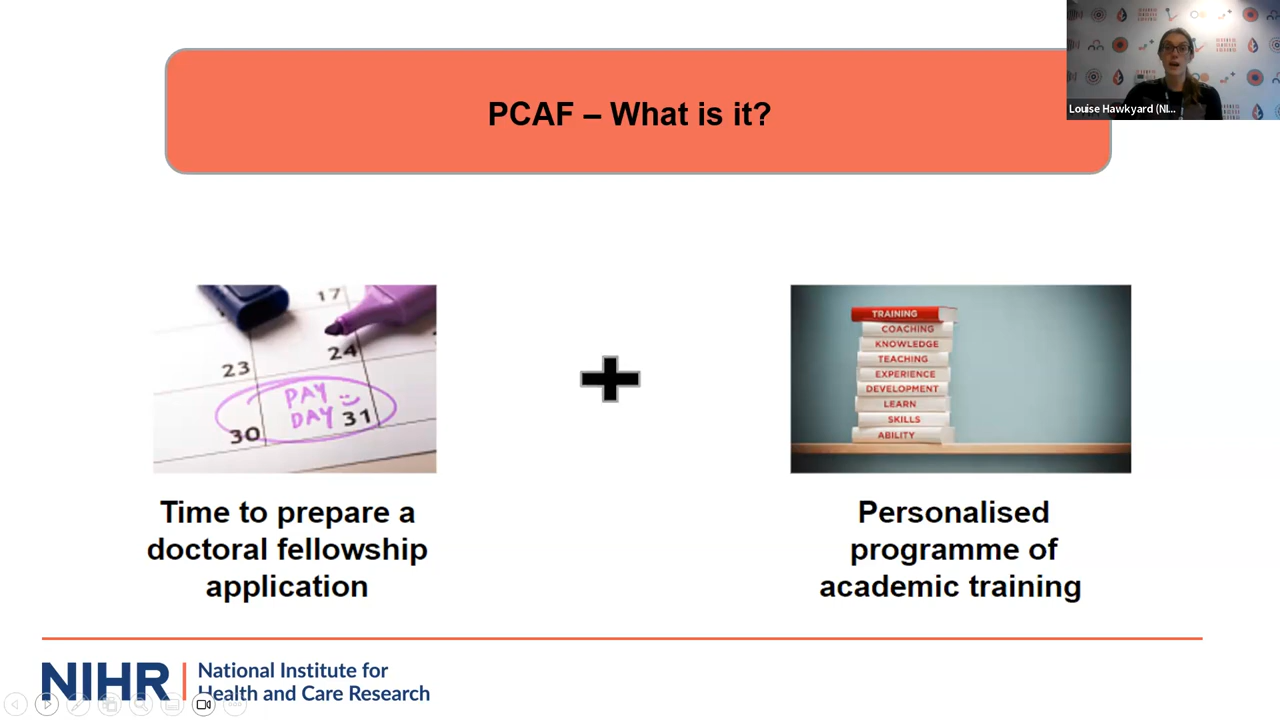 PCAF – What is it?
Louise Hawkyard (NI...
17
23
24
PAY
DAY
30
31
TRAINING
COACHING
KNOWLEDGE
TEACHING
EXPERIENCE
DEVELOPMENT
LEARN
SKILLS
ABILITY
Time to prepare a
doctoral fellowship
application
Personalised
programme of
academic training
NIHR
National Institute for
Health and Care Research